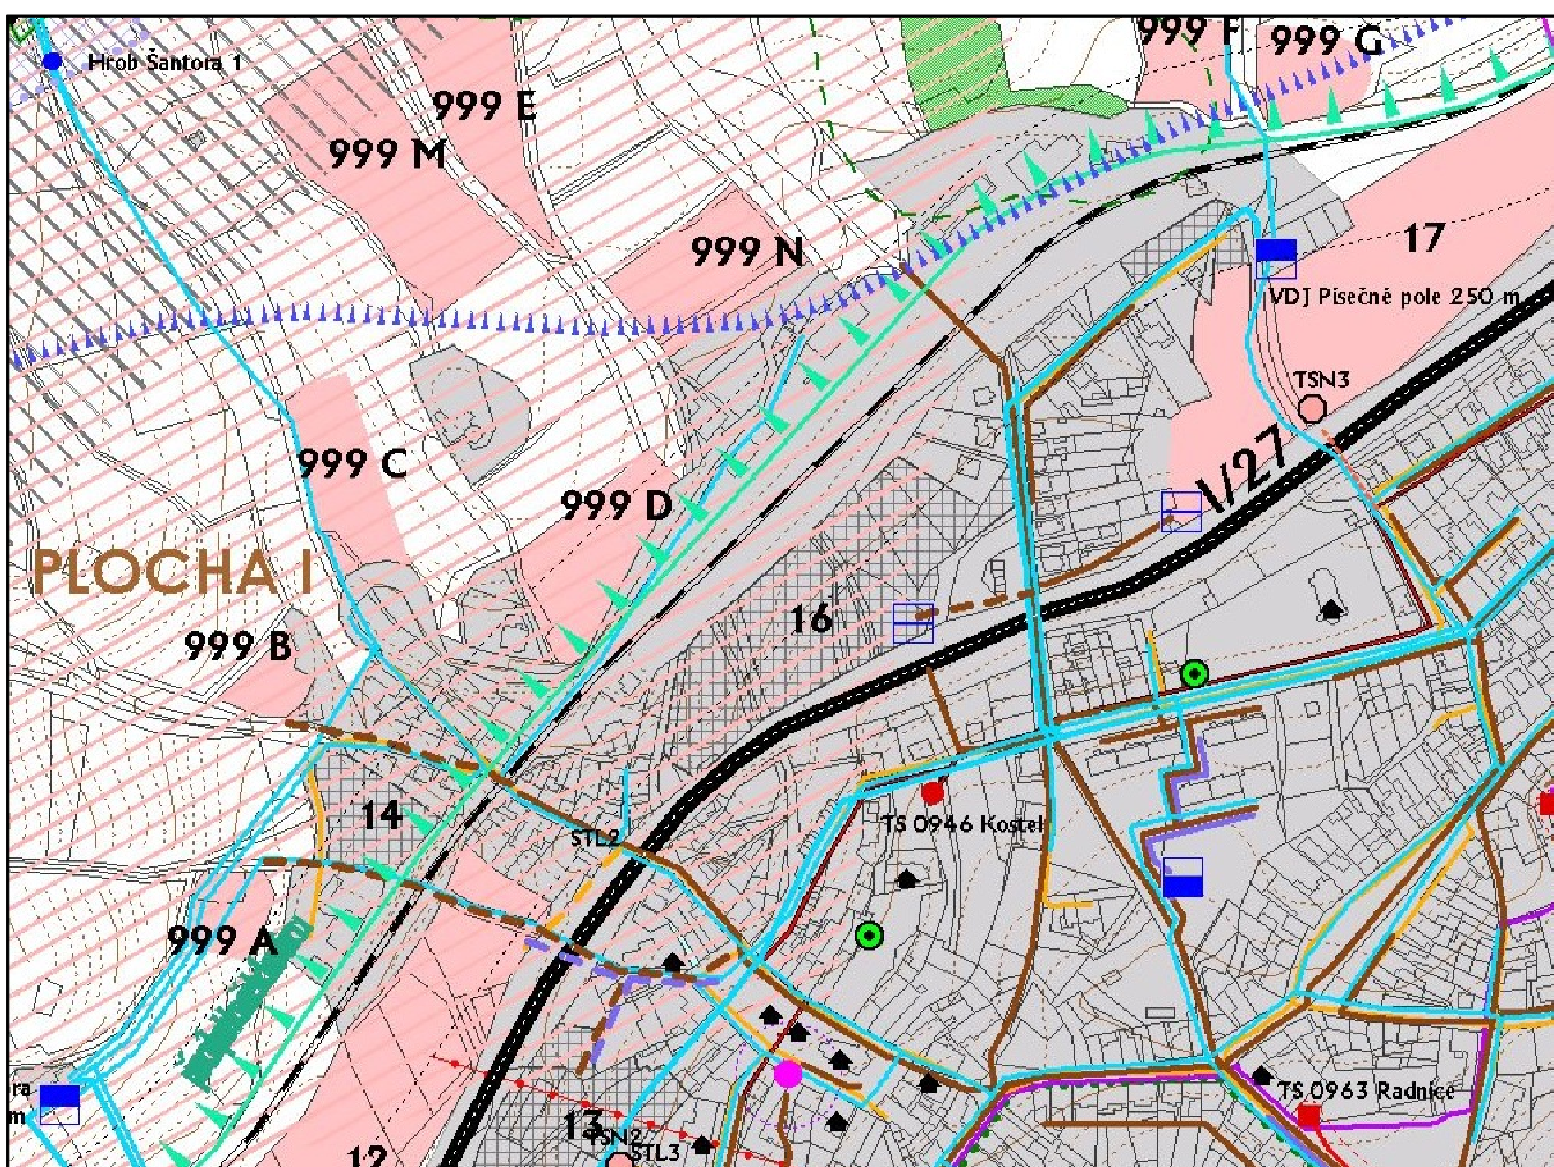 999 F
999 G
Hrob Šantora 1
999 E
999 M
999 N
17
VDJ Písečné pole 250 m
TSN3
I/27
999 C
999 D
PLOCHA I
16
999 B
14
STL2
TS 0946 Kostel
999 A
ra
m
TS 0963 Radnice
13
TSN2
STL3
12